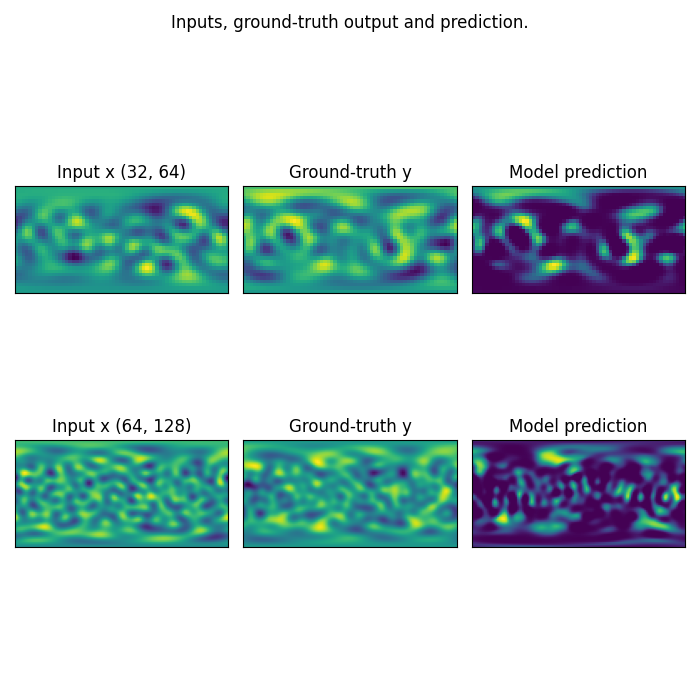 Inputs, ground-truth output and prediction.
Input x (32, 64)
Ground-truth y
Model prediction
Input x (64, 128)
Ground-truth y
Model prediction